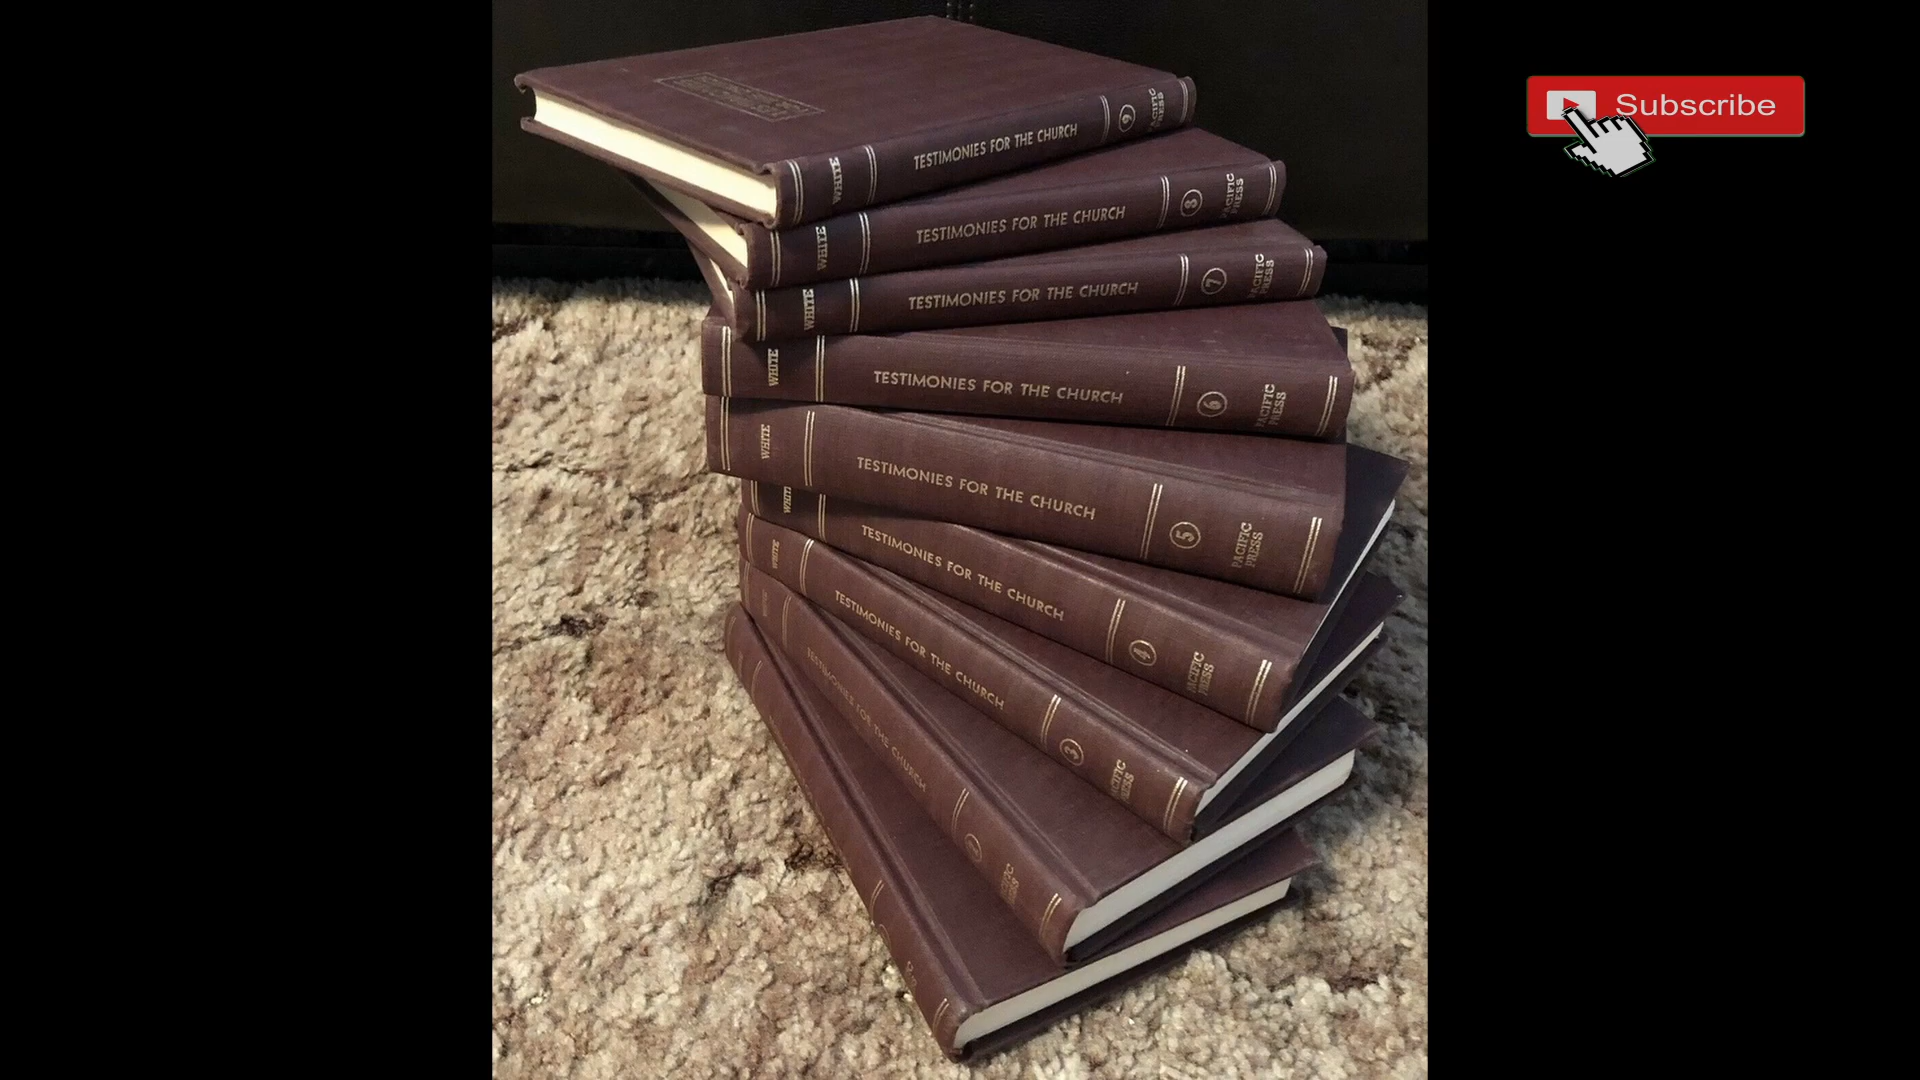 Subscribe
WHITE
TESTIMONIES FOR THE CHURCH
9
PACIFIC
PRESS
WHITE
TESTIMONIES FOR THE CHURCH
8
PACIFIC
PRESS
WHITE
TESTIMONIES FOR THE CHURCH
7
PACIFIC
PRESS
WHITE
TESTIMONIES FOR THE CHURCH
6
PACIFIC
PRESS
WHITE
TESTIMONIES FOR THE CHURCH
5
PACIFIC
PRESS
WHITE
TESTIMONIES FOR THE CHURCH
4
PACIFIC
PRESS
WHITE
TESTIMONIES FOR THE CHURCH
3
PACIFIC
PRESS
TESTIMONIES FOR THE CHURCH